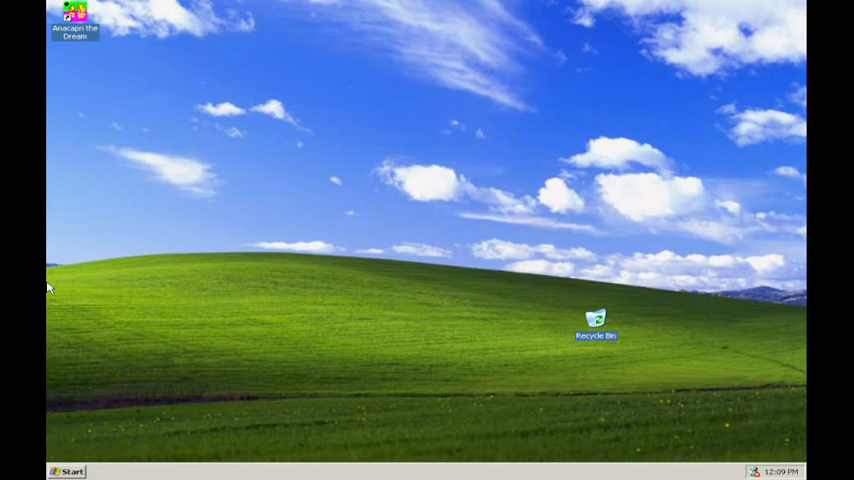 Anacapri the
Dream
Recycle Bin
Start
12:09 PM